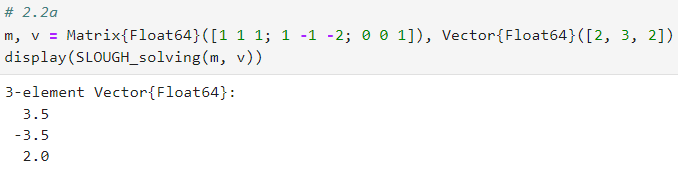 # 2.2a
m, v = Matrix{Float64}([1 1 1; 1 -1 -2; 0 0 1]), Vector{Float64}([2, 3, 2])
display(SLOUGH_solving(m, v))
3-element Vector{Float64}:
3.5
-3.5
2.0